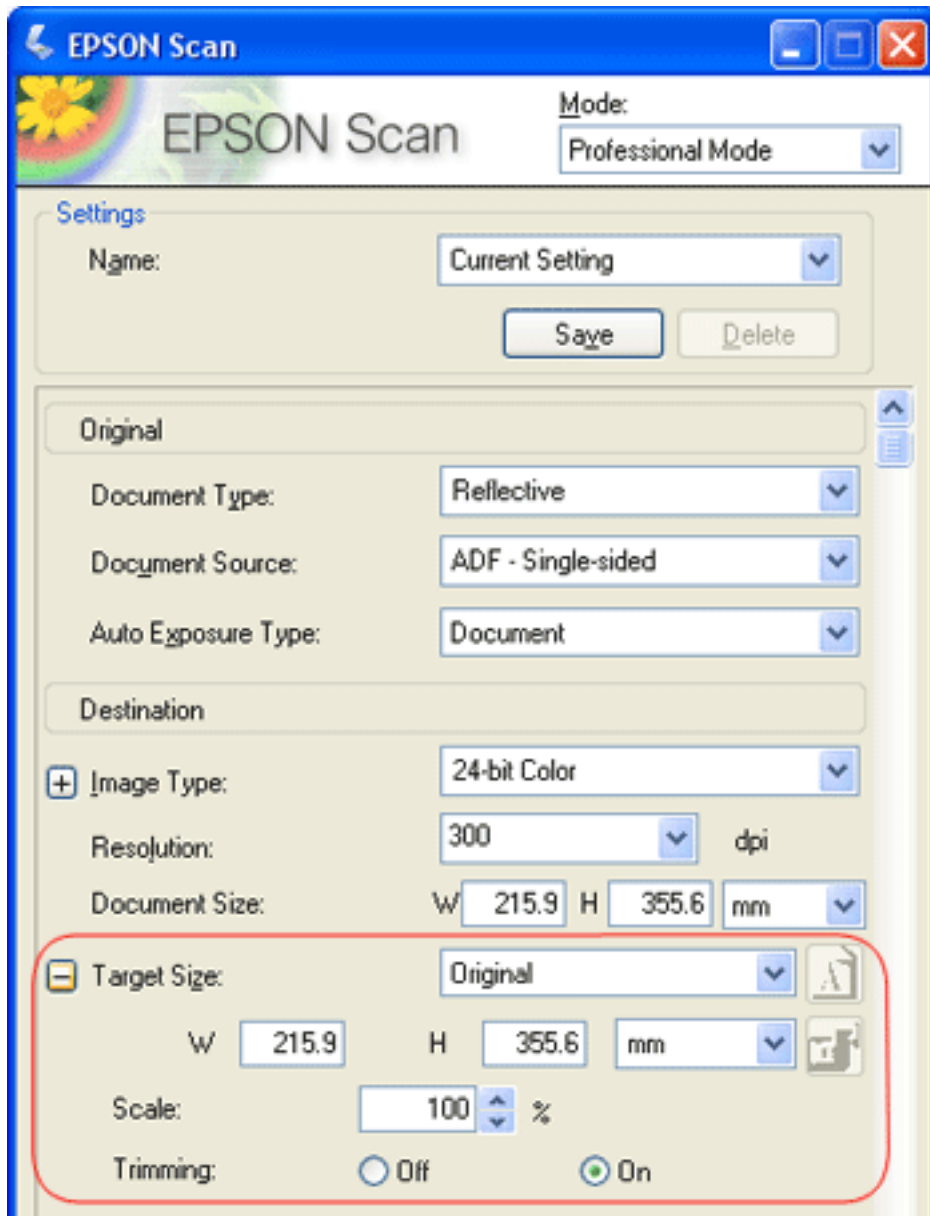 EPSON Scan
EPSON Scan
Mode:
Professional Mode
Settings
Name: Current Setting
Save Delete
Original
Document Type: Reflective
Document Source: ADF - Single-sided
Auto Exposure Type: Document
Destination
Image Type: 24-bit Color
Resolution: 300 dpi
Document Size: W 215.9 H 355.6 mm
Target Size: Original
W 215.9 H 355.6 mm
Scale: 100 %
Trimming: Off On